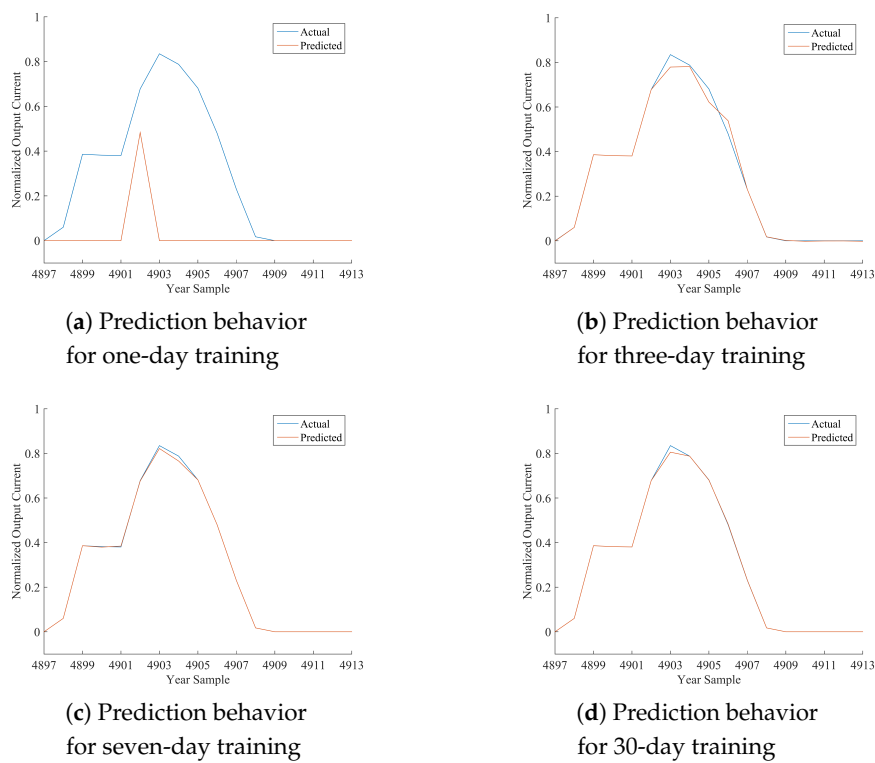 1
0.8
0.6
0.4
0.2
0
Normalized Output Current
Actual
Predicted
4897 4899 4901 4903 4905 4907 4909 4911 4913
Year Sample
(a) Prediction behavior
for one-day training
1
0.8
0.6
0.4
0.2
0
Normalized Output Current
Actual
Predicted
4897 4899 4901 4903 4905 4907 4909 4911 4913
Year Sample
(b) Prediction behavior
for three-day training
1
0.8
0.6
0.4
0.2
0
Normalized Output Current
Actual
Predicted
4897 4899 4901 4903 4905 4907 4909 4911 4913
Year Sample
(c) Prediction behavior
for seven-day training
1
0.8
0.6
0.4
0.2
0
Normalized Output Current
Actual
Predicted
4897 4899 4901 4903 4905 4907 4909 4911 4913
Year Sample
(d) Prediction behavior
for 30-day training